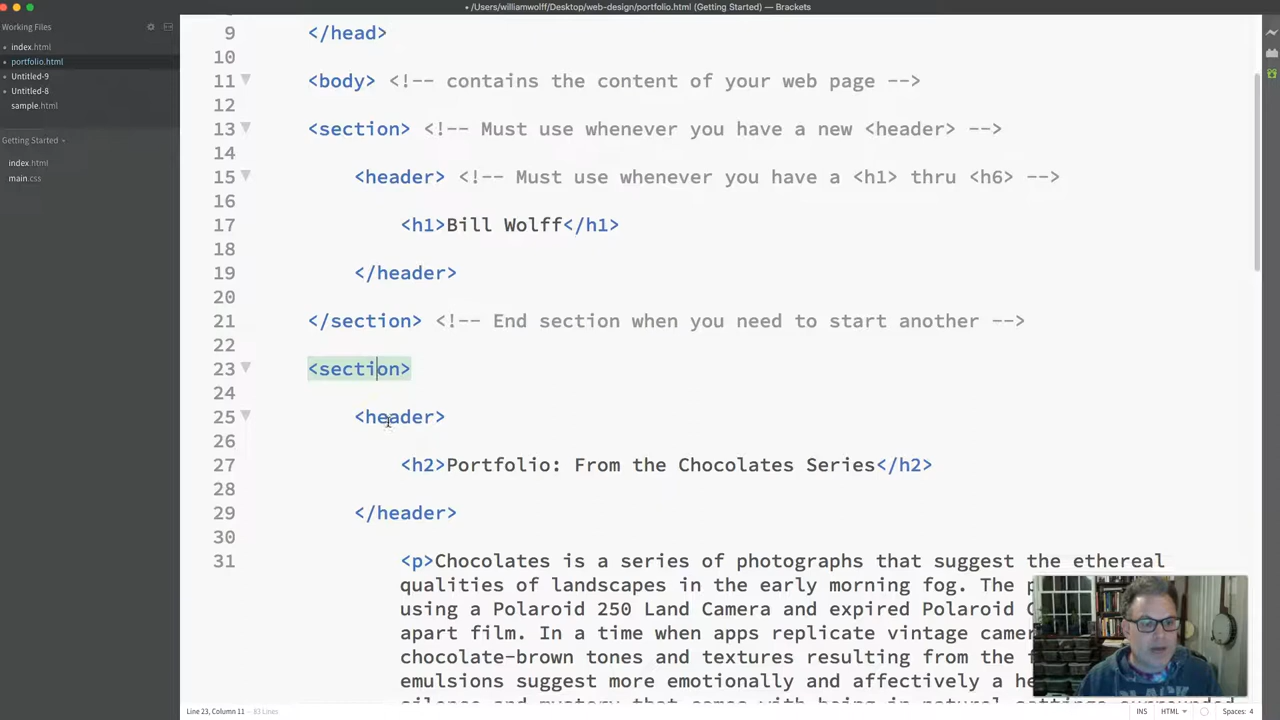 • /Users/williamwolff/Desktop/web-design/portfolio.html (Getting Started) — Brackets
Working Files
• index.html
• portfolio.html
• Untitled-9
• Untitled-8
sample.html
Getting Started
index.html
main.css
9 </head>
10
11 <body> <!-- contains the content of your web page -->
12
13 <section> <!-- Must use whenever you have a new <header> -->
14
15 <header> <!-- Must use whenever you have a <h1> thru <h6> -->
16
17 <h1>Bill Wolff</h1>
18
19 </header>
20
21 </section> <!-- End section when you need to start another -->
22
23 <section>
24
25 <header>
26
27 <h2>Portfolio: From the Chocolates Series</h2>
28
29 </header>
30
31 <p>Chocolates is a series of photographs that suggest the ethereal
qualities of landscapes in the early morning fog. The
using a Polaroid 250 Land Camera and expired Polaroid
apart film. In a time when apps replicate vintage
chocolate-brown tones and textures resulting from the
emulsions suggest more emotionally and affectively a
Line 23, Column 11 — 83 Lines
INS HTML Spaces: 4